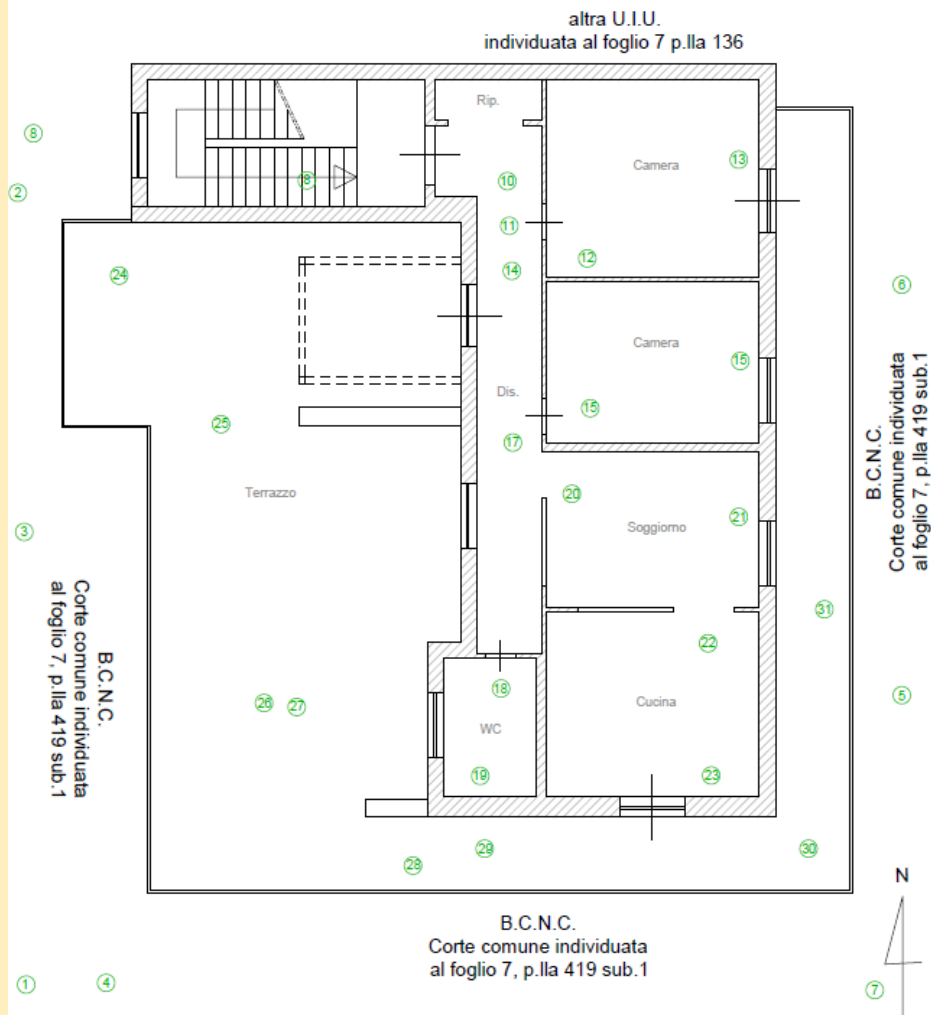 altra U.I.U.
individuata al foglio 7 p.lla 136
Rip.
8
Camera
13
8
10
2
11
12
24
14
6
Camera
15
Dis.
15
25
17
B.C.N.C.
Corte comune individuata
al foglio 7, p.lla 419 sub.1
Terrazzo
20
21
3
Soggiorno
31
22
B.C.N.C.
Corte comune individuata
al foglio 7, p.lla 419 sub.1
18
5
26
27
Cucina
WC
19
23
29
30
28
N
B.C.N.C.
Corte comune individuata
al foglio 7, p.lla 419 sub.1
1
4
7